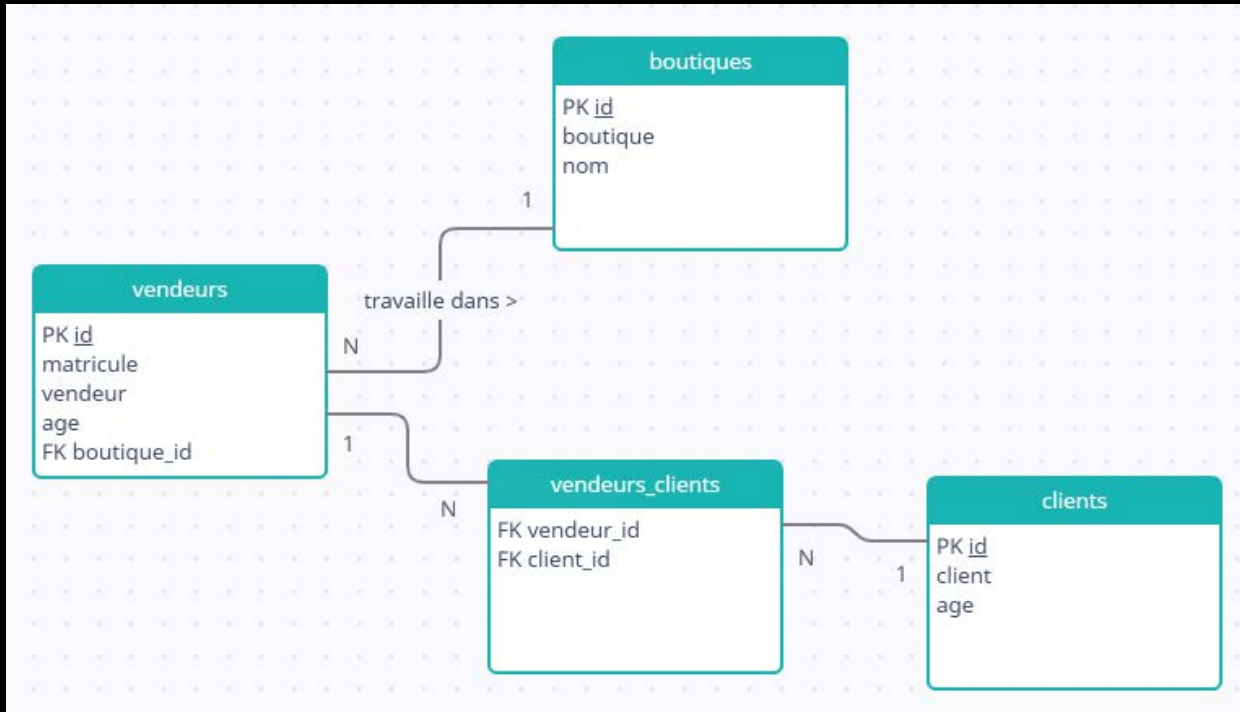 boutiques
PK id
boutique
nom
1
travaille dans >
vendeurs
PK id
matricule
vendeur
age
FK boutique_id
N
1
N
vendeurs_clients
FK vendeur_id
FK client_id
N
1
clients
PK id
client
age